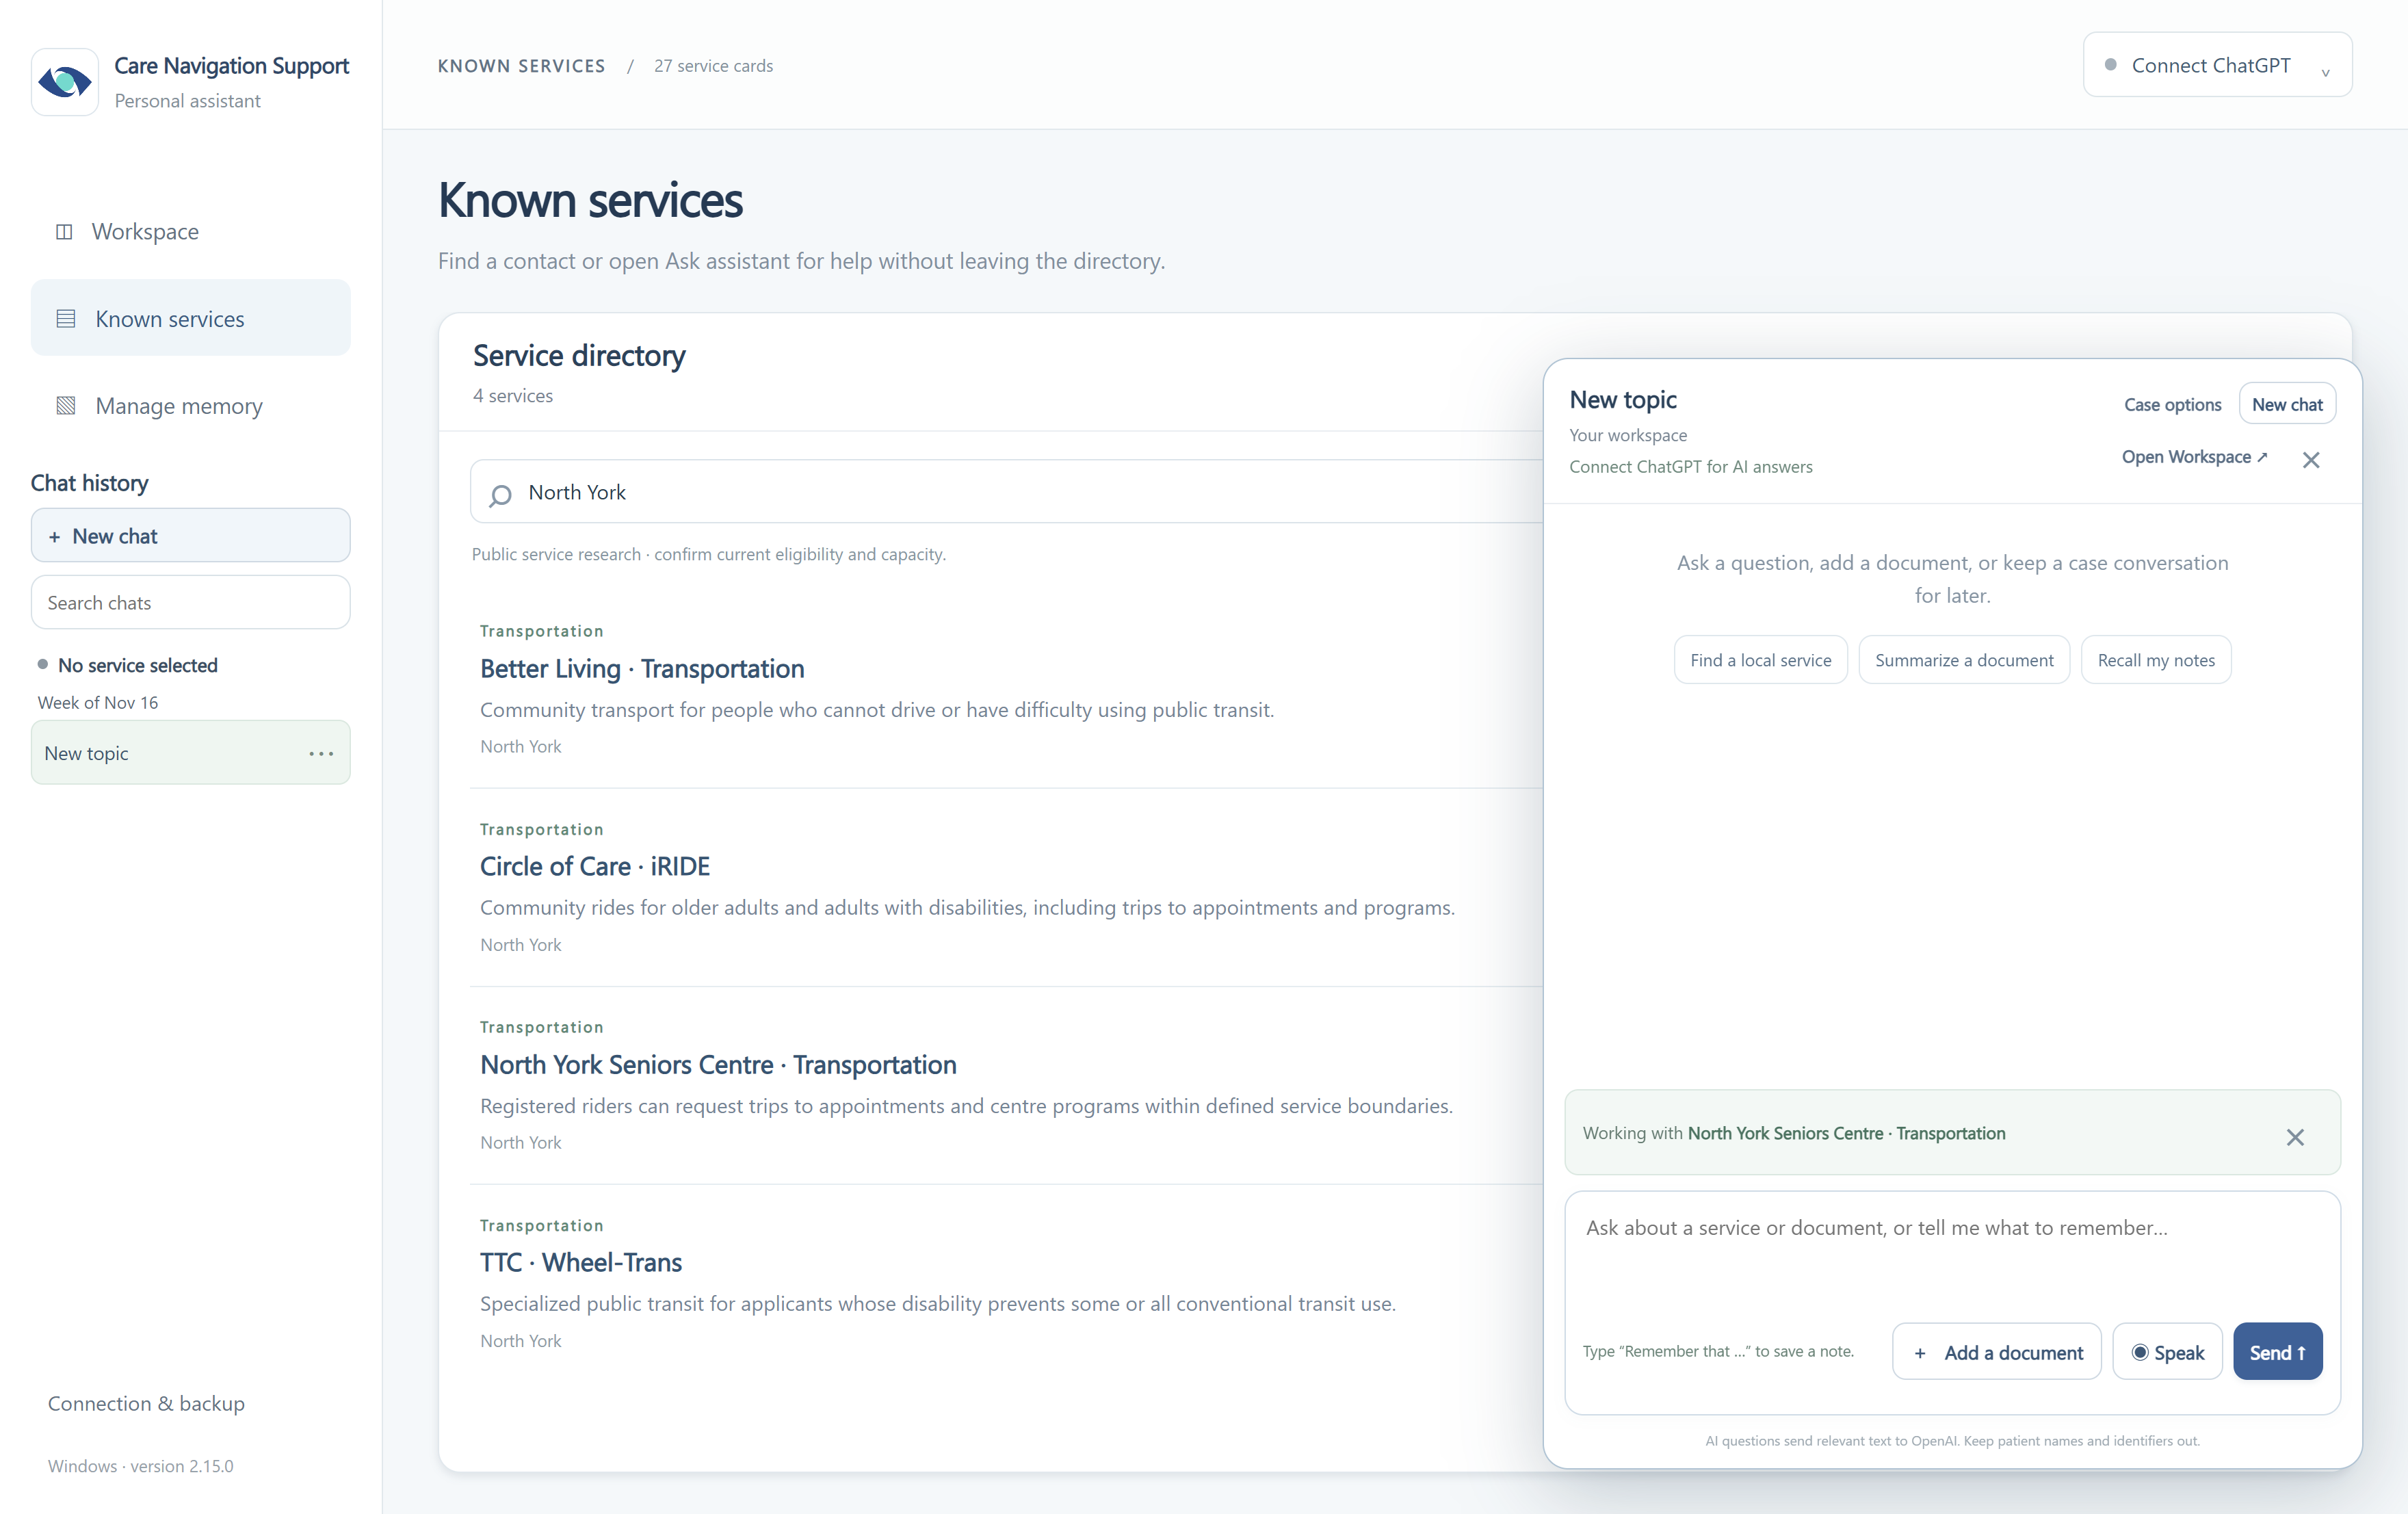 Care Navigation Support
Personal assistant
Workspace
Known services
Manage memory
Chat history
+ New chat
Search chats
No service selected
Week of Nov 16
New topic
Connection & backup
Windows · version 2.15.0
KNOWN SERVICES / 27 service cards
Connect ChatGPT
Known services
Find a contact or open Ask assistant for help without leaving the directory.
Service directory
4 services
North York
Public service research · confirm current eligibility and capacity.
Transportation
Better Living · Transportation
Community transport for people who cannot drive or have difficulty using public transit.
North York
Transportation
Circle of Care · iRIDE
Community rides for older adults and adults with disabilities, including trips to appointments and programs.
North York
Transportation
North York Seniors Centre · Transportation
Registered riders can request trips to appointments and centre programs within defined service boundaries.
North York
Transportation
TTC · Wheel-Trans
Specialized public transit for applicants whose disability prevents some or all conventional transit use.
North York
New topic
Your workspace
Connect ChatGPT for AI answers
Case options
New chat
Open Workspace ↗
Ask a question, add a document, or keep a case conversation
for later.
Find a local service
Summarize a document
Recall my notes
Working with North York Seniors Centre · Transportation
Ask about a service or document, or tell me what to remember...
Type “Remember that ...” to save a note.
+ Add a document
Speak
Send ↑
AI questions send relevant text to OpenAI. Keep patient names and identifiers out.